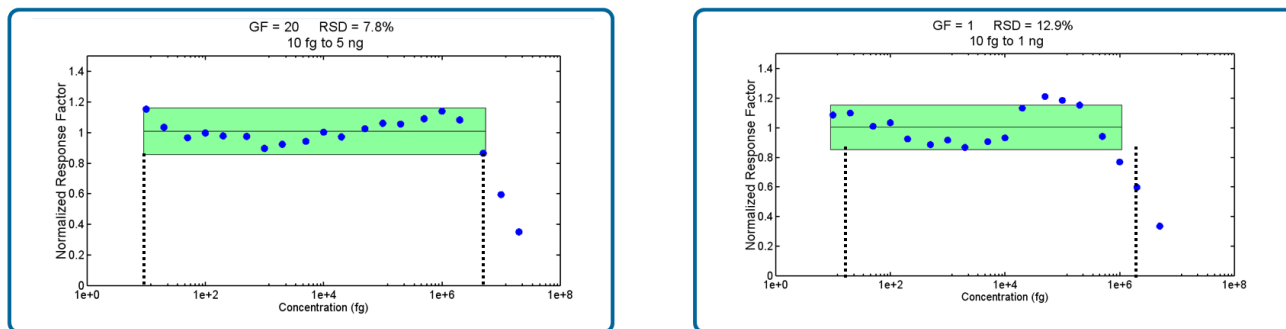 GF = 20 RSD = 7.8%
10 fg to 5 ng
Normalized Response Factor
1.4
1.2
1
0.8
0.6
0.4
0.2
0
1e+0 1e+2 1e+4 1e+6 1e+8
Concentration (fg)
GF = 1 RSD = 12.9%
10 fg to 1 ng
Normalized Response Factor
1.4
1.2
1
0.8
0.6
0.4
0.2
0
1e+0 1e+2 1e+4 1e+6 1e+8
Concentration (fg)